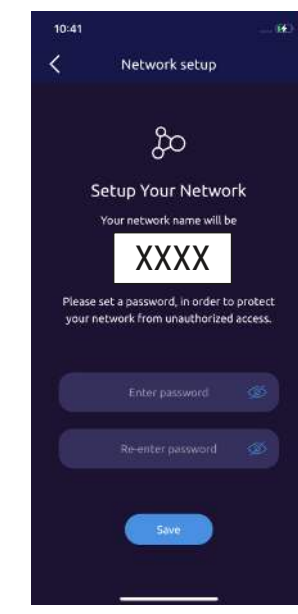 10:41
Network setup
Setup Your Network
Your network name will be
XXXX
Please set a password, in order to protect
your network from unauthorized access.
Enter password
Re-enter password
Save